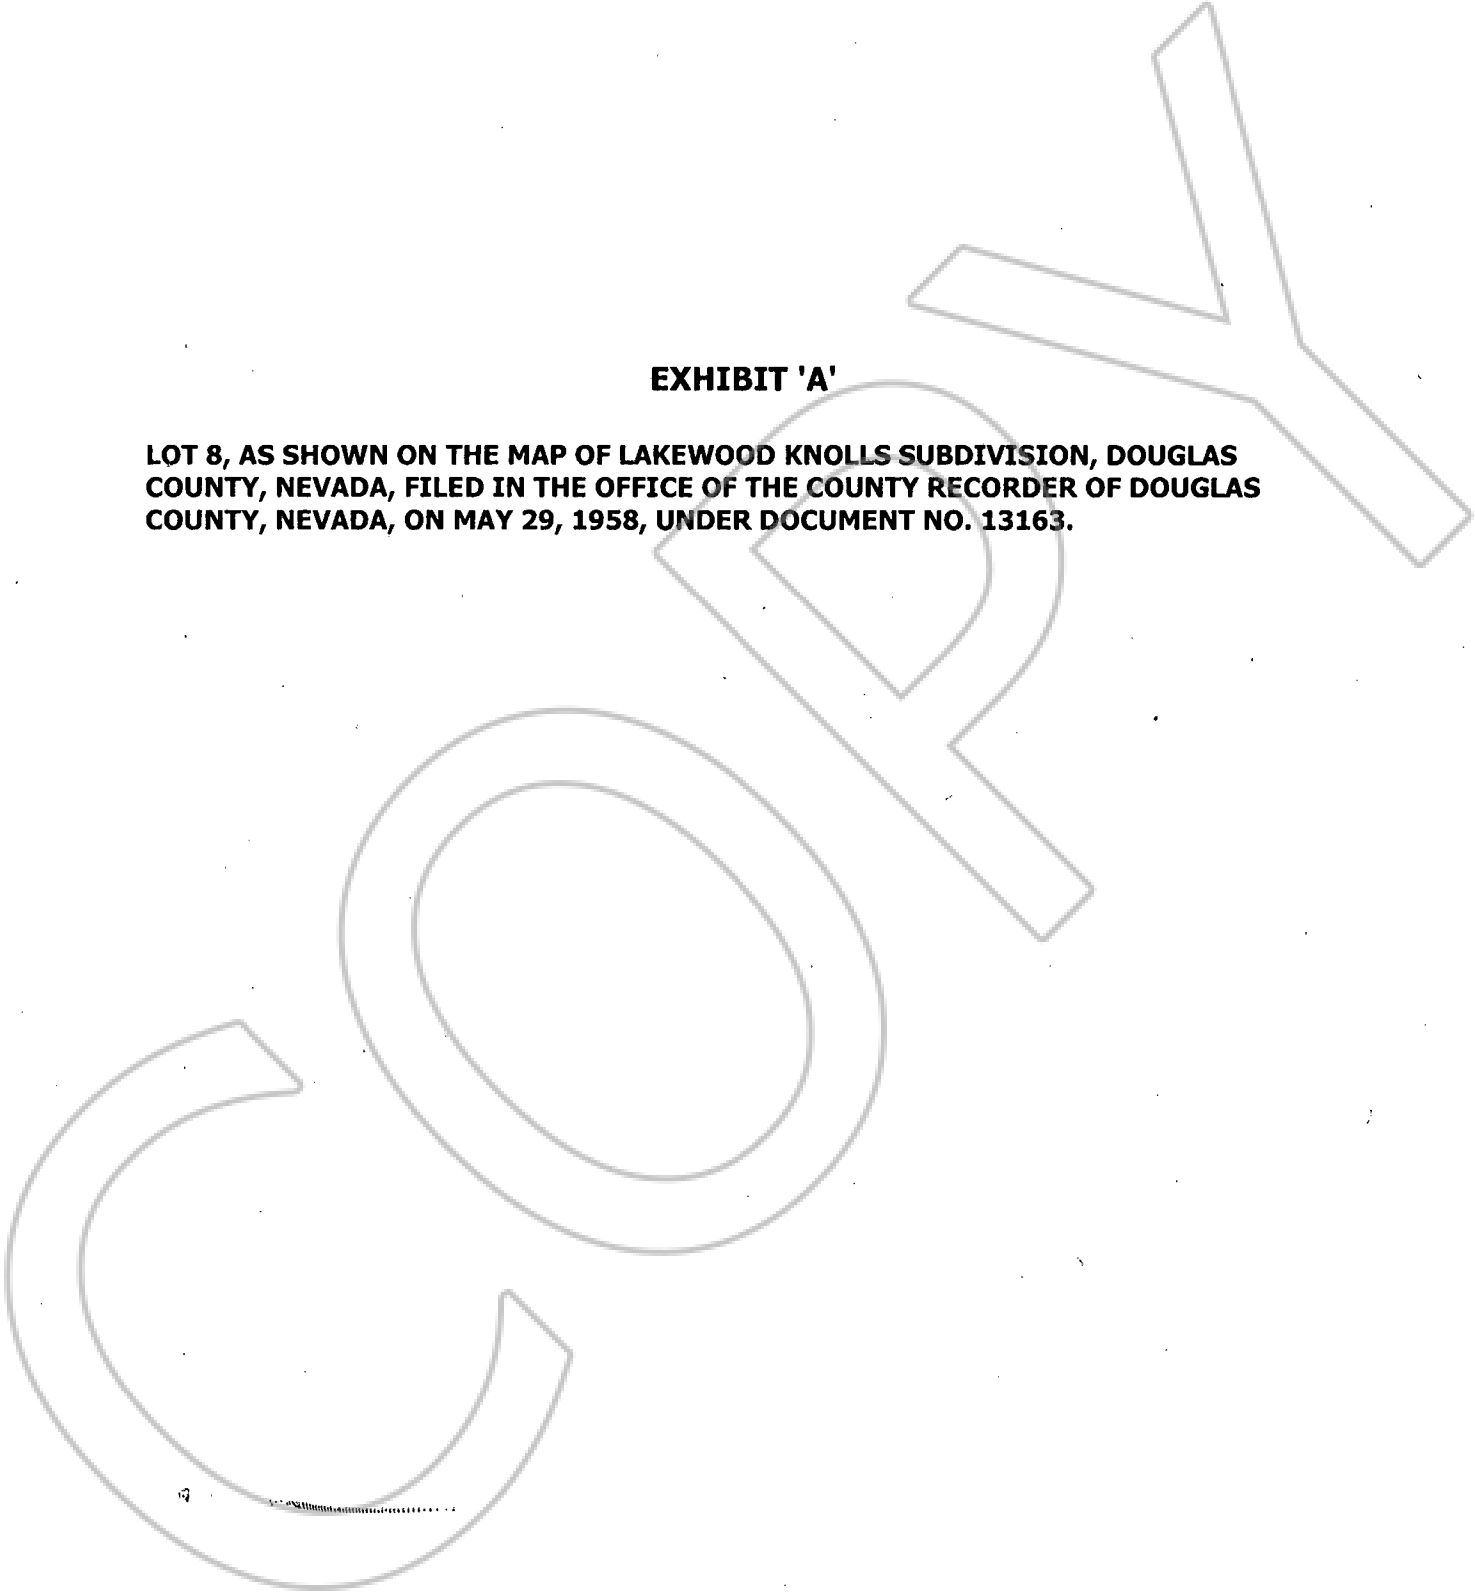 EXHIBIT 'A'
LOT 8, AS SHOWN ON THE MAP OF LAKEWOOD KNOLLS SUBDIVISION, DOUGLAS
COUNTY, NEVADA, FILED IN THE OFFICE OF THE COUNTY RECORDER OF DOUGLAS
COUNTY, NEVADA, ON MAY 29, 1958, UNDER DOCUMENT NO. 13163.
COPY